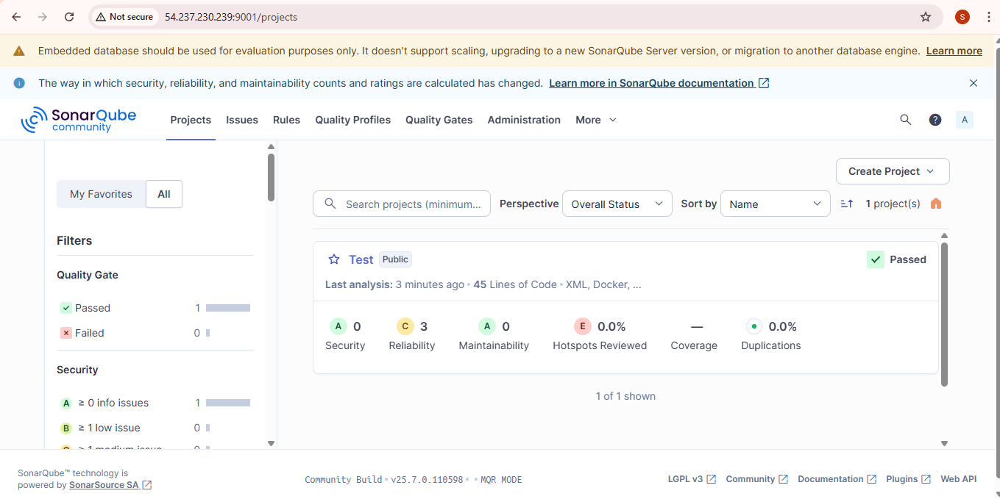 Not secure 54.237.230.239:9001/projects S
Embedded database should be used for evaluation purposes only. It doesn't support scaling, upgrading to a new SonarQube Server version, or migration to another database engine. Learn more
The way in which security, reliability, and maintainability counts and ratings are calculated has changed. Learn more in SonarQube documentation
SonarQube community Projects Issues Rules Quality Profiles Quality Gates Administration More ? A
Create Project
My Favorites All
Search projects (minimum... Perspective Overall Status Sort by Name 1 project(s)
Filters
Quality Gate
Passed 1
Failed 0
Security
A ≥ 0 info issues 1
B ≥ 1 low issue 0
C ≥ 1 medium issue 0
Test Public Passed
Last analysis: 3 minutes ago • 45 Lines of Code • XML, Docker, ...
A 0 C 3 A 0 E 0.0% — 0.0%
Security Reliability Maintainability Hotspots Reviewed Coverage Duplications
1 of 1 shown
SonarQube™ technology is
powered by SonarSource SA
Community Build • v25.7.0.110598 • • MQR MODE
LGPL v3 Community Documentation Plugins Web API